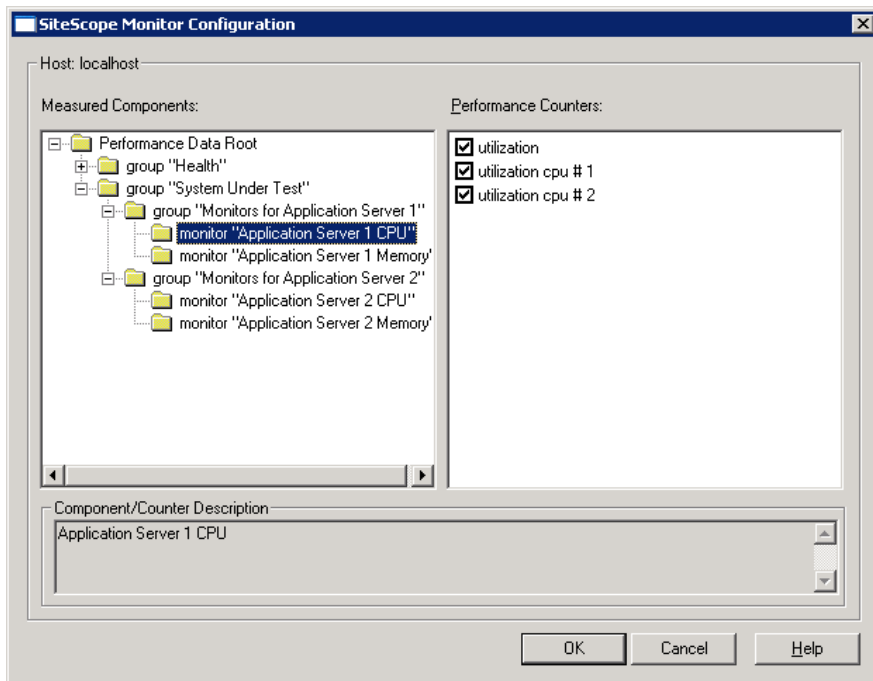 SiteScope Monitor Configuration
Host: localhost
Measured Components:
Performance Data Root
group "Health"
group "System Under Test"
group "Monitors for Application Server 1"
monitor "Application Server 1 CPU"
monitor "Application Server 1 Memory'
group "Monitors for Application Server 2"
monitor "Application Server 2 CPU"
monitor "Application Server 2 Memory'
Performance Counters:
utilization
utilization cpu # 1
utilization cpu # 2
Component/Counter Description
Application Server 1 CPU
OK
Cancel
Help